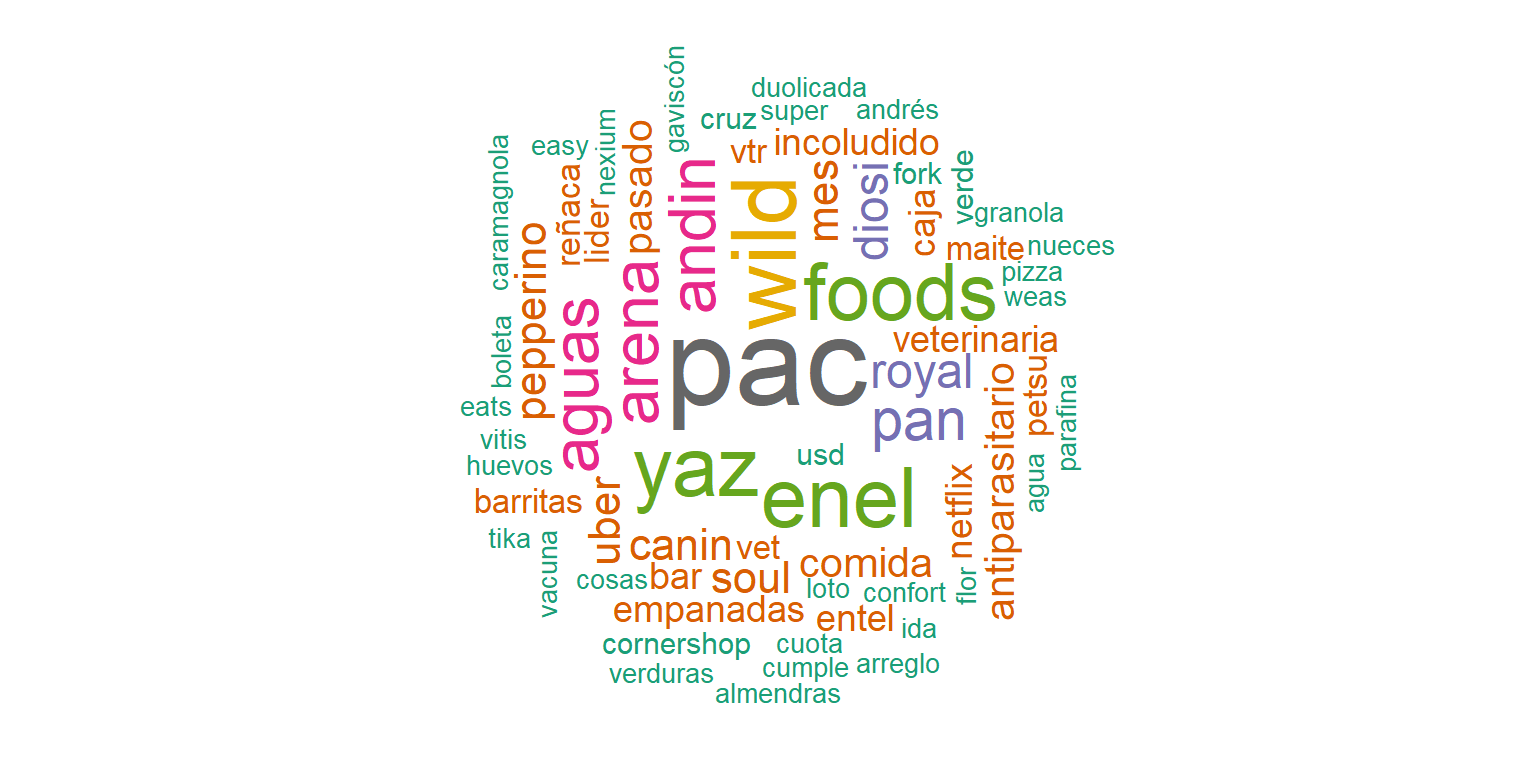 gaviscón
duolicada
cruz
super
andrés
easy
nexium
pasado
vtr
incoludido
caramagnola
reñaca
lider
andin
wild
mes
diosi
fork
verde
caja
granola
maite
nueces
pepperino
arena
foods
pizza
weas
aguas
pac
veterinaria
boleta
royal
antiparasitario
petsu
parafina
eats
pan
vitis
huevos
yaz
usd
enel
netflix
agua
barritas
uber
tika
vacuna
canin
vet
comida
cosas
bar
soul
loto
confort
flor
empanadas
entel
ida
cornershop
cuota
verduras
cumple
arreglo
almendras